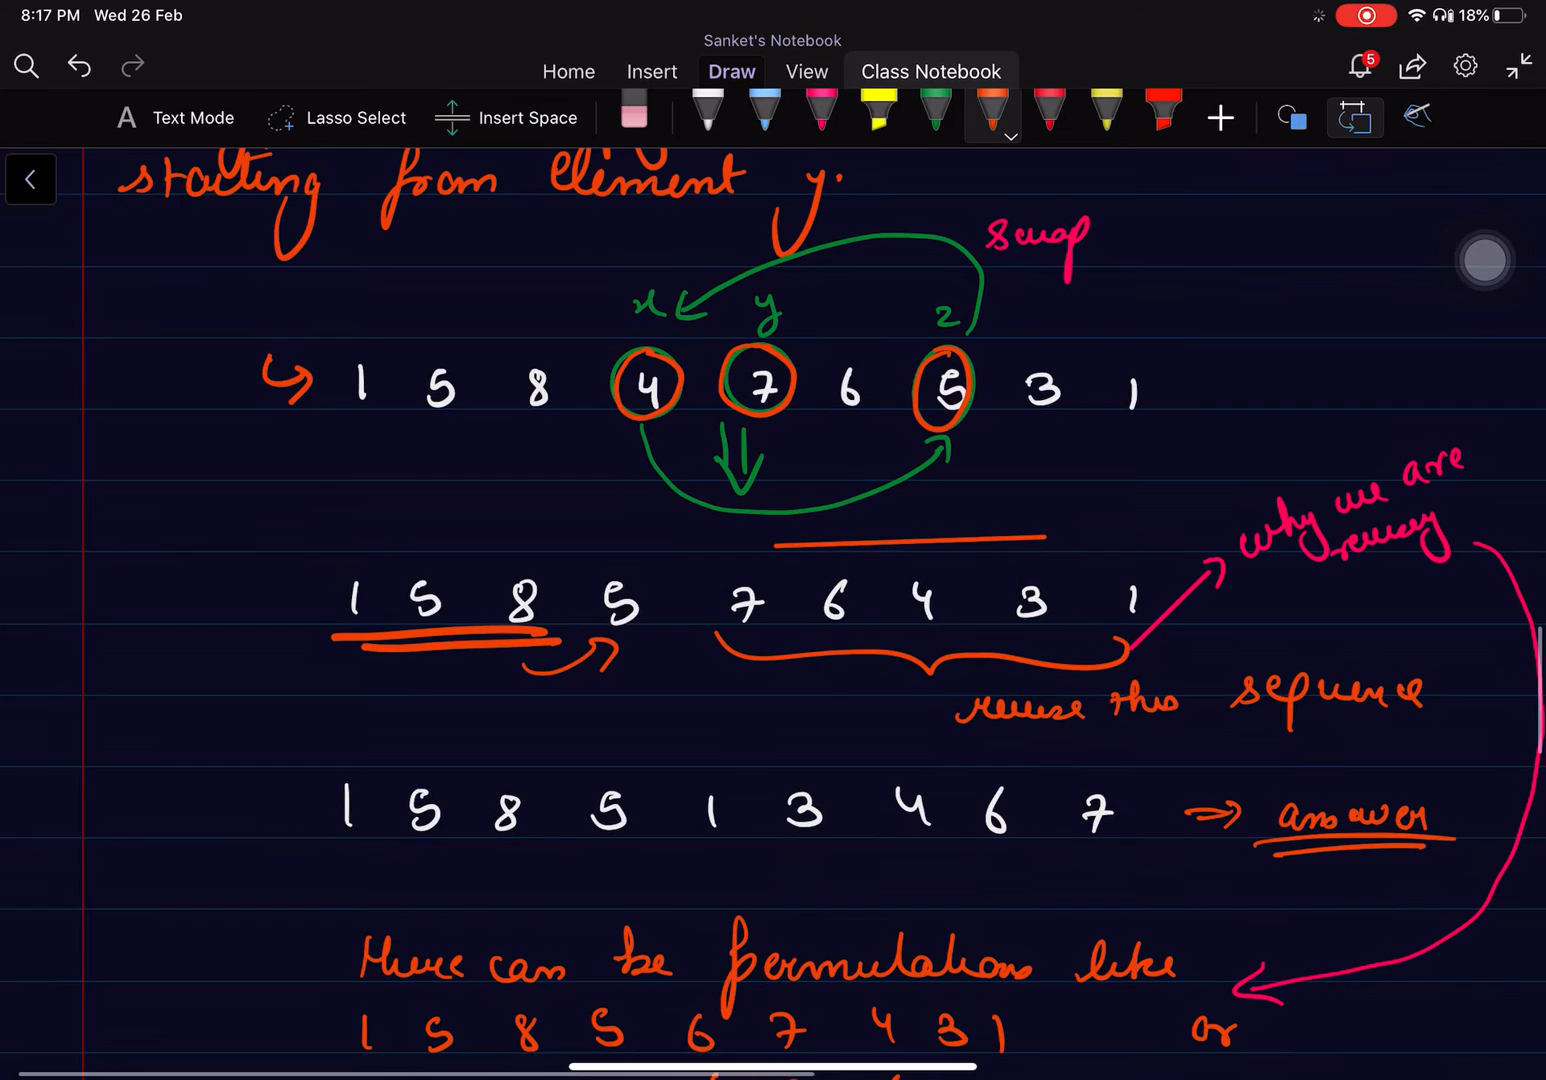 8:17 PM Wed 26 Feb 18%
Sanket's Notebook
Home Insert Draw View Class Notebook 5
Text Mode Lasso Select Insert Space
starting from element y.
swap
x y z
1 5 8 4 7 6 5 3 1
why we are
1 5 8 5 7 6 4 3 1
reverse this sequence
1 5 8 5 1 3 4 6 7 ⇒ answer
there can be permutations like
1 5 8 5 6 7 4 3 1 or